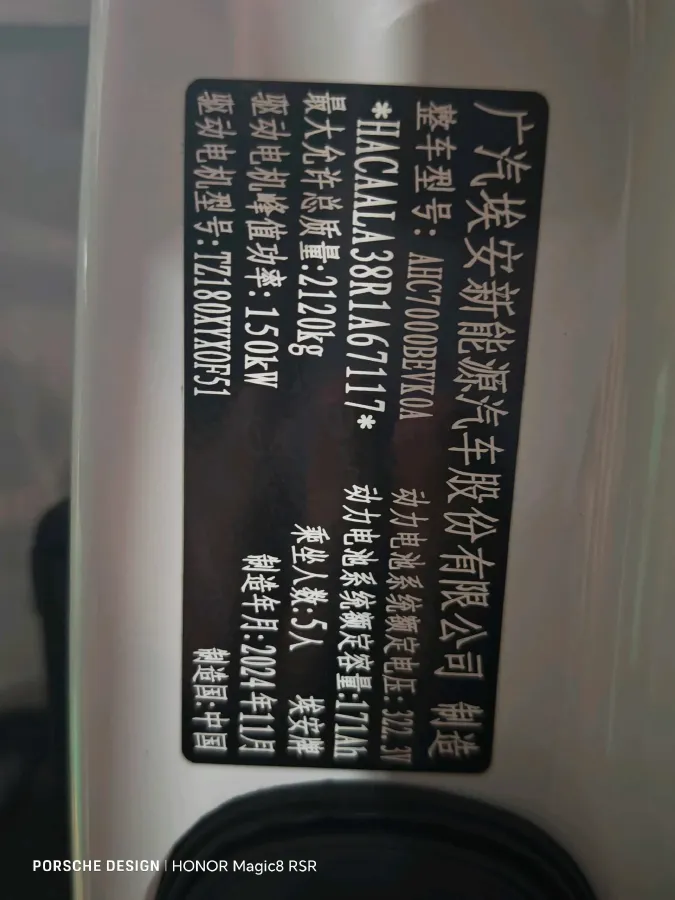 广汽埃安新能源汽车股份有限公司 制造
整车型号: AHC7000BEVK0A 动力电池系统额定电压: 322.3V
*HACAALA38R1A67117* 动力电池系统额定容量:171Ah
最大允许总质量:2120kg 乘坐人数:5人 埃安牌
驱动电机峰值功率:150kW 制造年月:2024年11月
驱动电机型号:TZ180XYX0F51 制造国:中国
PORSCHE DESIGN | HONOR Magic8 RSR